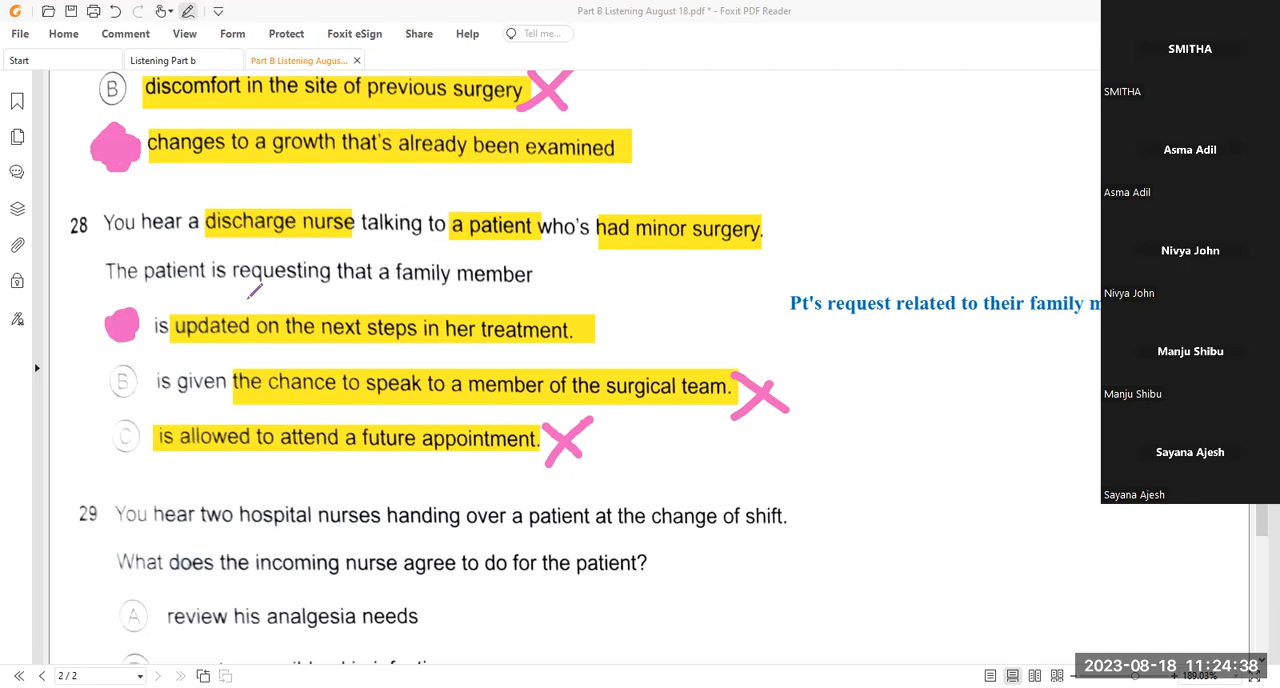 Part B Listening August 18.pdf * - Foxit PDF Reader
File Home Comment View Form Protect Foxit eSign Share Help Tell me...
Start Listening Part b Part B Listening Augus...
B discomfort in the site of previous surgery
changes to a growth that's already been examined
28 You hear a discharge nurse talking to a patient who's had minor surgery.
The patient is requesting that a family member
Pt's request related to their family m
is updated on the next steps in her treatment.
B is given the chance to speak to a member of the surgical team.
C is allowed to attend a future appointment.
29 You hear two hospital nurses handing over a patient at the change of shift.
What does the incoming nurse agree to do for the patient?
A review his analgesia needs
SMITHA
SMITHA
Asma Adil
Asma Adil
Nivya John
Nivya John
Manju Shibu
Manju Shibu
Sayana Ajesh
Sayana Ajesh
2 / 2
2023-08-18 11:24:38
189.03%